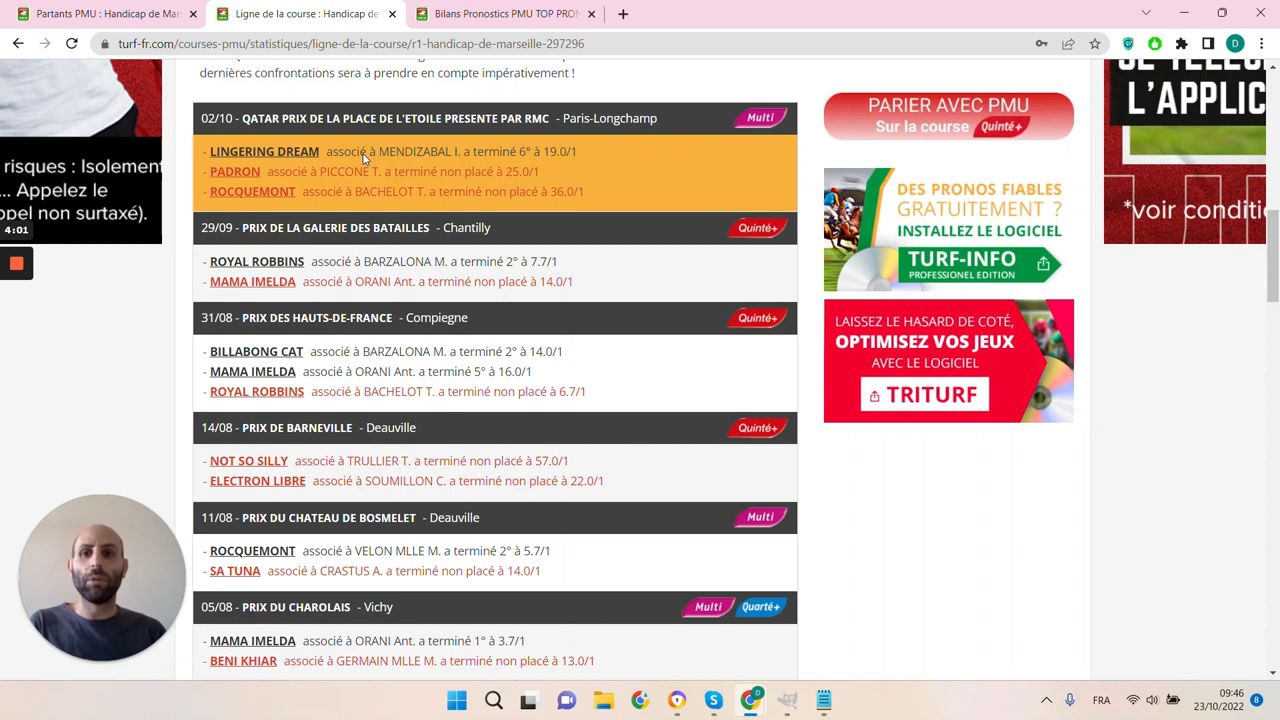 Partants PMU : Handicap de Mar
Ligne de la course : Handicap de
Bilans Pronostics PMU TOP PRON
turf-fr.com/courses-pmu/statistiques/ligne-de-la-course/r1-handicap-de-marseille-297296
D
dernières confrontations sera à prendre en compte impérativement !
02/10 - QATAR PRIX DE LA PLACE DE L'ETOILE PRESENTE PAR RMC - Paris-Longchamp Multi
- LINGERING DREAM associé à MENDIZABAL I. a terminé 6° à 19.0/1
- PADRON associé à PICCONE T. a terminé non placé à 25.0/1
- ROCQUEMONT associé à BACHELOT T. a terminé non placé à 36.0/1
29/09 - PRIX DE LA GALERIE DES BATAILLES - Chantilly Quinté+
- ROYAL ROBBINS associé à BARZALONA M. a terminé 2° à 7.7/1
- MAMA IMELDA associé à ORANI Ant. a terminé non placé à 14.0/1
31/08 - PRIX DES HAUTS-DE-FRANCE - Compiegne Quinté+
- BILLABONG CAT associé à BARZALONA M. a terminé 2° à 14.0/1
- MAMA IMELDA associé à ORANI Ant. a terminé 5° à 16.0/1
- ROYAL ROBBINS associé à BACHELOT T. a terminé non placé à 6.7/1
14/08 - PRIX DE BARNEVILLE - Deauville Quinté+
- NOT SO SILLY associé à TRULLIER T. a terminé non placé à 57.0/1
- ELECTRON LIBRE associé à SOUMILLON C. a terminé non placé à 22.0/1
11/08 - PRIX DU CHATEAU DE BOSMELET - Deauville Multi
- ROCQUEMONT associé à VELON MLLE M. a terminé 2° à 5.7/1
- SA TUNA associé à CRASTUS A. a terminé non placé à 14.0/1
05/08 - PRIX DU CHAROLAIS - Vichy Multi Quarté+
- MAMA IMELDA associé à ORANI Ant. a terminé 1° à 3.7/1
- BENI KHIAR associé à GERMAIN MLLE M. a terminé non placé à 13.0/1
risques : Isolement
... Appelez le
ppel non surtaxé).
4:01
PARIER AVEC PMU
Sur la course Quinté+
DES PRONOS FIABLES
GRATUITEMENT ?
INSTALLEZ LE LOGICIEL
TURF-INFO
PROFESSIONEL EDITION
LAISSEZ LE HASARD DE COTÉ,
OPTIMISEZ VOS JEUX
AVEC LE LOGICIEL
TRITURF
L'APPLIC
*voir conditi
D
FRA
09:46
23/10/2022
8